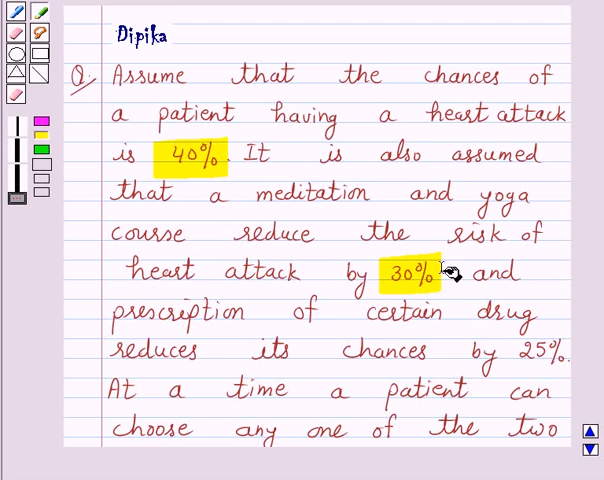 Dipika
Q. Assume that the chances of
a patient having a heart attack
is 40%. It is also assumed
that a meditation and yoga
course reduce the risk of
heart attack by 30% and
prescription of certain drug
reduces its chances by 25%.
At a time a patient can
choose any one of the two